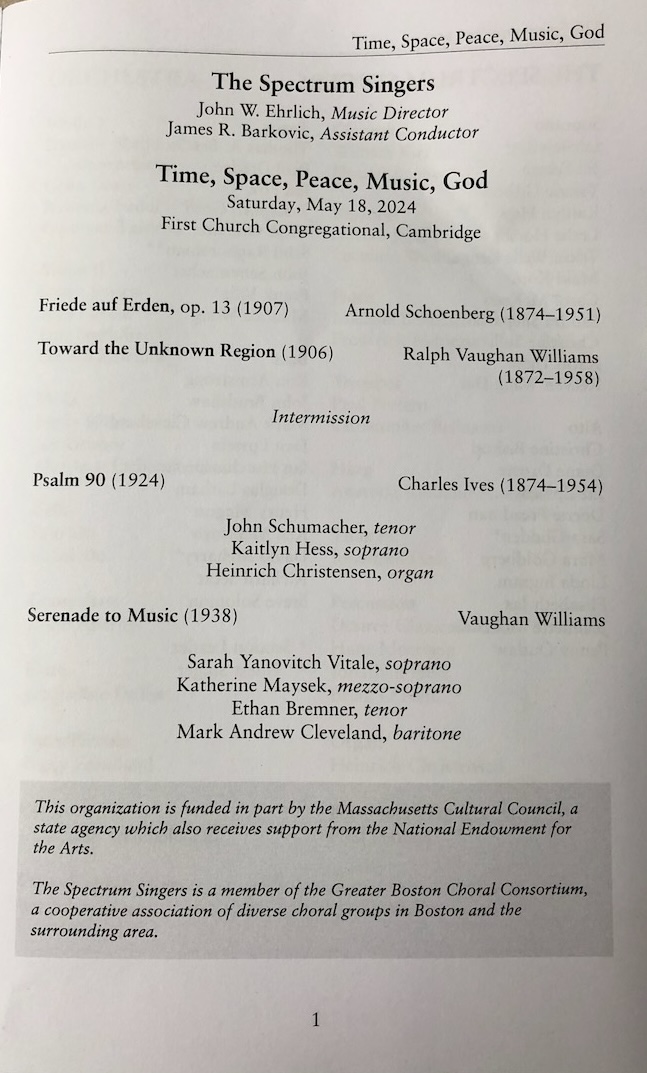 Time, Space, Peace, Music, God
The Spectrum Singers
John W. Ehrlich, Music Director
James R. Barkovic, Assistant Conductor
Time, Space, Peace, Music, God
Saturday, May 18, 2024
First Church Congregational, Cambridge
Friede auf Erden, op. 13 (1907) Arnold Schoenberg (1874–1951)
Toward the Unknown Region (1906) Ralph Vaughan Williams
(1872–1958)
Intermission
Psalm 90 (1924) Charles Ives (1874–1954)
John Schumacher, tenor
Kaitlyn Hess, soprano
Heinrich Christensen, organ
Serenade to Music (1938) Vaughan Williams
Sarah Yanovitch Vitale, soprano
Katherine Maysek, mezzo-soprano
Ethan Bremner, tenor
Mark Andrew Cleveland, baritone
This organization is funded in part by the Massachusetts Cultural Council, a
state agency which also receives support from the National Endowment for
the Arts.
The Spectrum Singers is a member of the Greater Boston Choral Consortium,
a cooperative association of diverse choral groups in Boston and the
surrounding area.
1